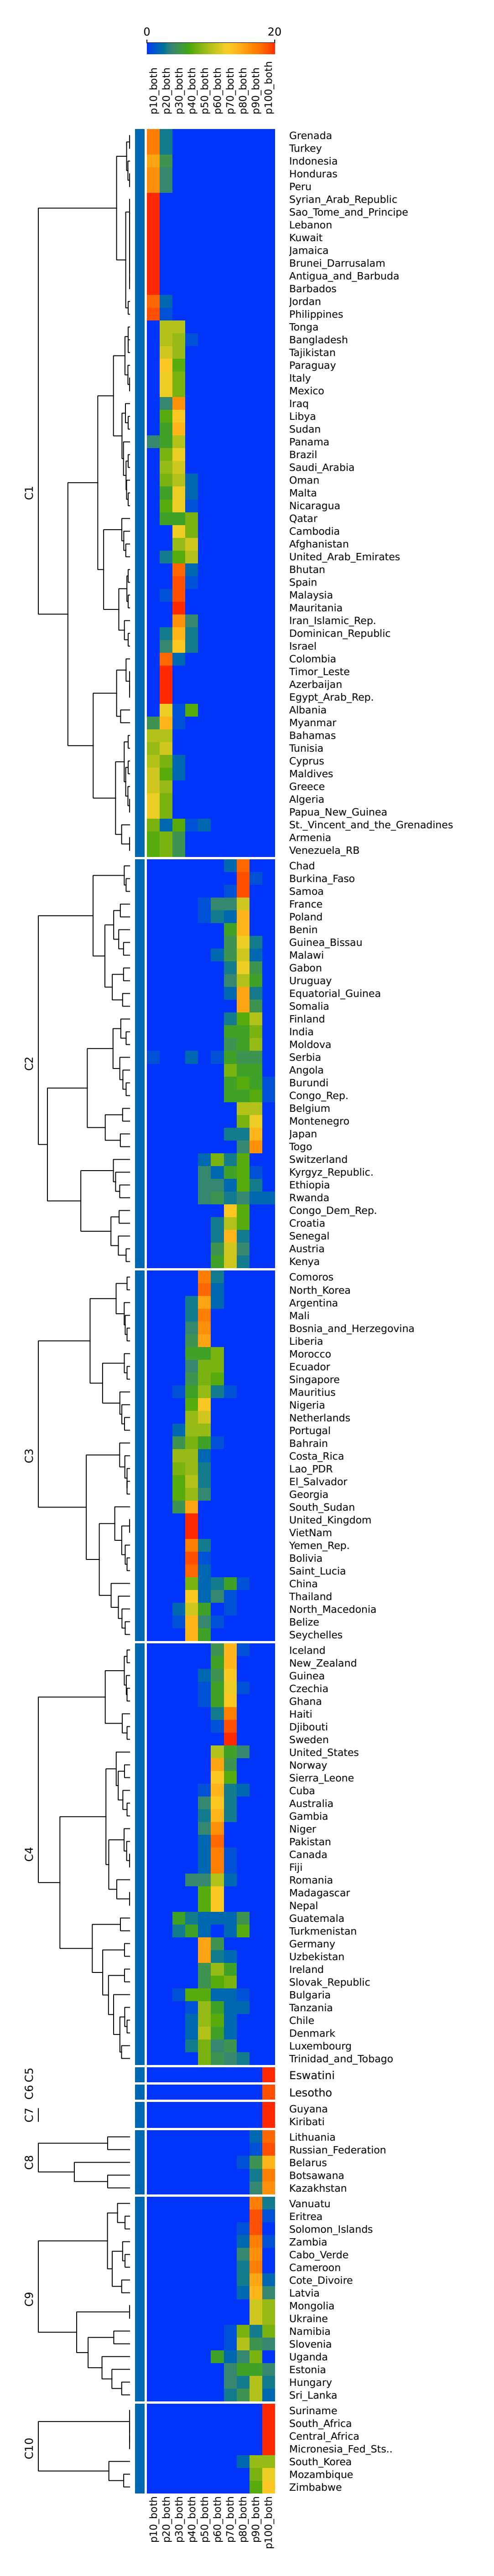 0 20
p10_both p20_both p30_both p40_both p50_both p60_both p70_both p80_both p90_both p100_both
C1
Grenada
Turkey
Indonesia
Honduras
Peru
Syrian_Arab_Republic
Sao_Tome_and_Principe
Lebanon
Kuwait
Jamaica
Brunei_Darrusalam
Antigua_and_Barbuda
Barbados
Jordan
Philippines
Tonga
Bangladesh
Tajikistan
Paraguay
Italy
Mexico
Iraq
Libya
Sudan
Panama
Brazil
Saudi_Arabia
Oman
Malta
Nicaragua
Qatar
Cambodia
Afghanistan
United_Arab_Emirates
Bhutan
Spain
Malaysia
Mauritania
Iran_Islamic_Rep.
Dominican_Republic
Israel
Colombia
Timor_Leste
Azerbaijan
Egypt_Arab_Rep.
Albania
Myanmar
Bahamas
Tunisia
Cyprus
Maldives
Greece
Algeria
Papua_New_Guinea
St._Vincent_and_the_Grenadines
Armenia
Venezuela_RB
C2
Chad
Burkina_Faso
Samoa
France
Poland
Benin
Guinea_Bissau
Malawi
Gabon
Uruguay
Equatorial_Guinea
Somalia
Finland
India
Moldova
Serbia
Angola
Burundi
Congo_Rep.
Belgium
Montenegro
Japan
Togo
Switzerland
Kyrgyz_Republic.
Ethiopia
Rwanda
Congo_Dem_Rep.
Croatia
Senegal
Austria
Kenya
C3
Comoros
North_Korea
Argentina
Mali
Bosnia_and_Herzegovina
Liberia
Morocco
Ecuador
Singapore
Mauritius
Nigeria
Netherlands
Portugal
Bahrain
Costa_Rica
Lao_PDR
El_Salvador
Georgia
South_Sudan
United_Kingdom
VietNam
Yemen_Rep.
Bolivia
Saint_Lucia
China
Thailand
North_Macedonia
Belize
Seychelles
C4
Iceland
New_Zealand
Guinea
Czechia
Ghana
Haiti
Djibouti
Sweden
United_States
Norway
Sierra_Leone
Cuba
Australia
Gambia
Niger
Pakistan
Canada
Fiji
Romania
Madagascar
Nepal
Guatemala
Turkmenistan
Germany
Uzbekistan
Ireland
Slovak_Republic
Bulgaria
Tanzania
Chile
Denmark
Luxembourg
Trinidad_and_Tobago
C5
Eswatini
C6
Lesotho
C7
Guyana
Kiribati
C8
Lithuania
Russian_Federation
Belarus
Botswana
Kazakhstan
C9
Vanuatu
Eritrea
Solomon_Islands
Zambia
Cabo_Verde
Cameroon
Cote_Divoire
Latvia
Mongolia
Ukraine
Namibia
Slovenia
Uganda
Estonia
Hungary
Sri_Lanka
C10
Suriname
South_Africa
Central_Africa
Micronesia_Fed_Sts..
South_Korea
Mozambique
Zimbabwe
p10_both p20_both p30_both p40_both p50_both p60_both p70_both p80_both p90_both p100_both